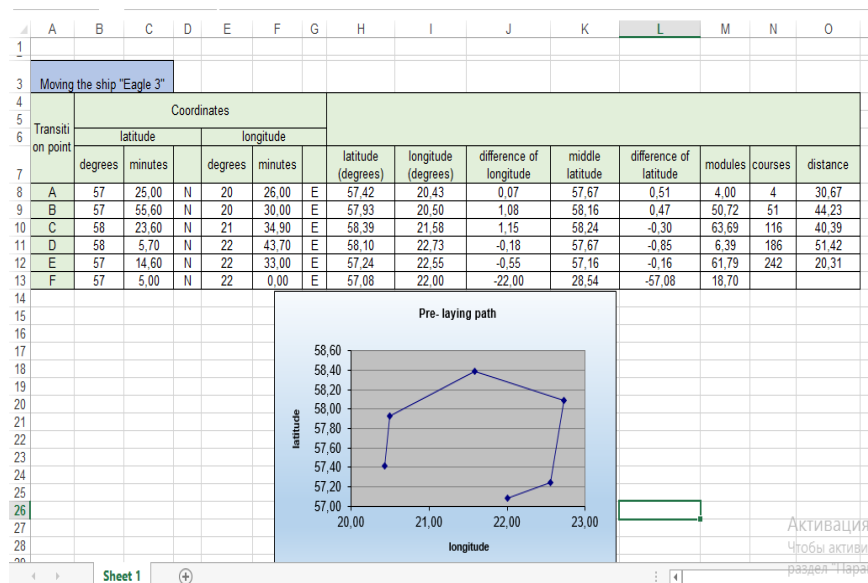 A B C D E F G H I J K L M N O
1
3 Moving the ship "Eagle 3"
4
5 Coordinates
6 Transiti on point latitude longitude
7 degrees minutes degrees minutes latitude (degrees) longitude (degrees) difference of longitude middle latitude difference of latitude modules courses distance
8 A 57 25,00 N 20 26,00 E 57,42 20,43 0,07 57,67 0,51 4,00 4 30,67
9 B 57 55,60 N 20 30,00 E 57,93 20,50 1,08 58,16 0,47 50,72 51 44,23
10 C 58 23,60 N 21 34,90 E 58,39 21,58 1,15 58,24 -0,30 63,69 116 40,39
11 D 58 5,70 N 22 43,70 E 58,10 22,73 -0,18 57,67 -0,85 6,39 186 51,42
12 E 57 14,60 N 22 33,00 E 57,24 22,55 -0,55 57,16 -0,16 61,79 242 20,31
13 F 57 5,00 N 22 0,00 E 57,08 22,00 -22,00 28,54 -57,08 18,70
14
15 Pre- laying path
16
17 58,60
18 58,40
19 58,20
20 58,00
21 57,80
22 57,60
23 57,40
24 57,20
25 57,00
latitude
26 20,00 21,00 22,00 23,00
27 Активация
28 longitude Чтобы активи
раздел "Пара
Sheet 1